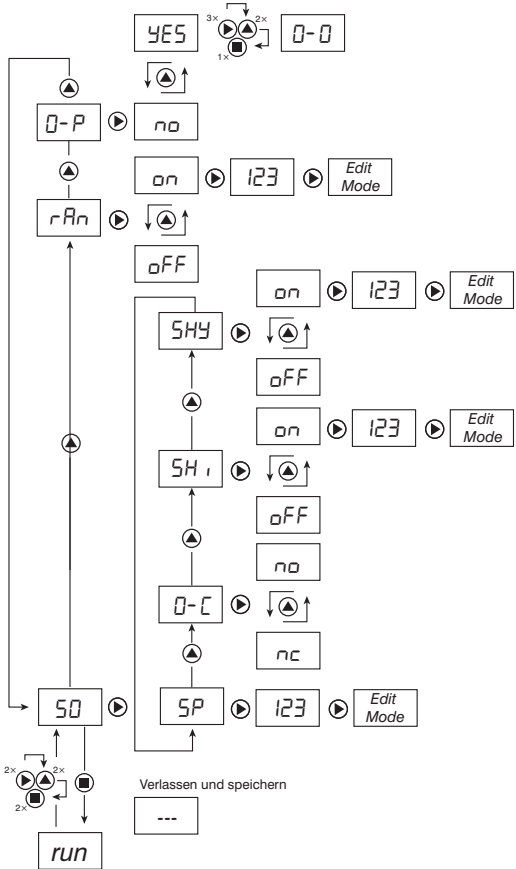 YES
3×
2×
1×
0-0
0-P
no
on
123
Edit
Mode
rAn
oFF
on
123
Edit
Mode
SHY
oFF
on
123
Edit
Mode
SHi
oFF
no
0-C
nc
SO
SP
123
Edit
Mode
2×
2×
2×
Verlassen und speichern
---
run